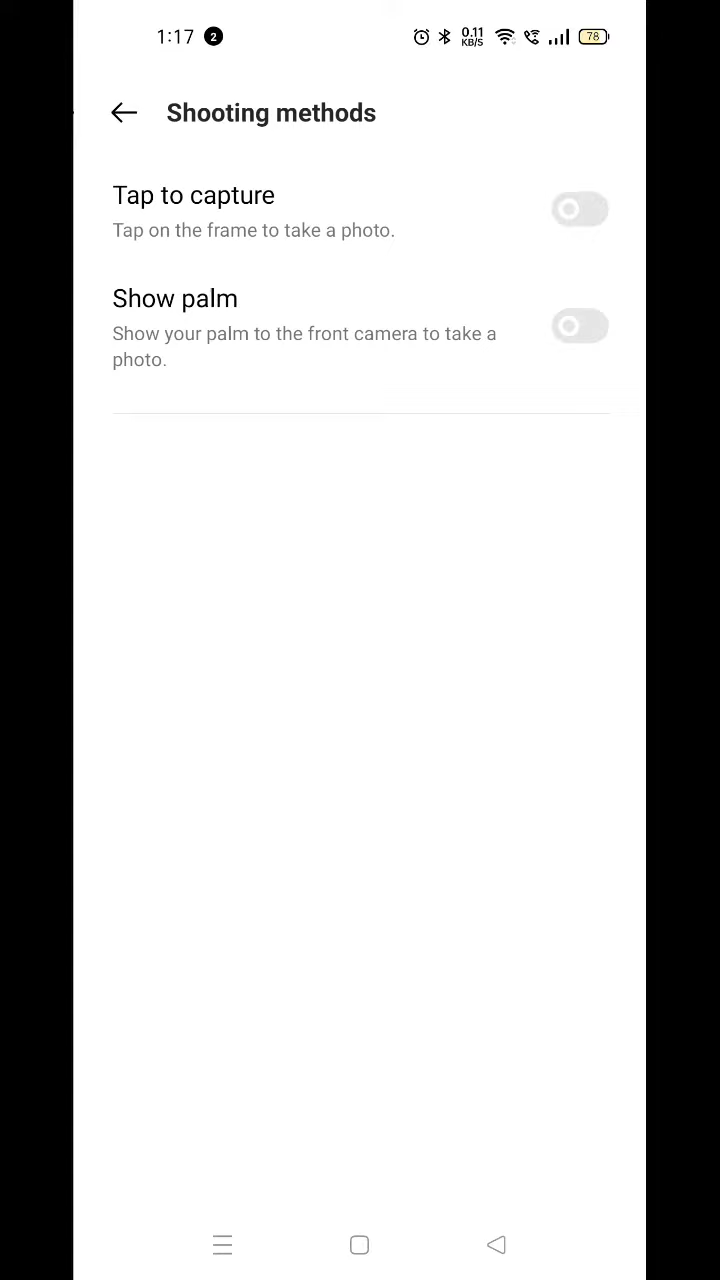 1:17 2 0.11 KB/S 78
Shooting methods
Tap to capture
Tap on the frame to take a photo.
Show palm
Show your palm to the front camera to take a
photo.